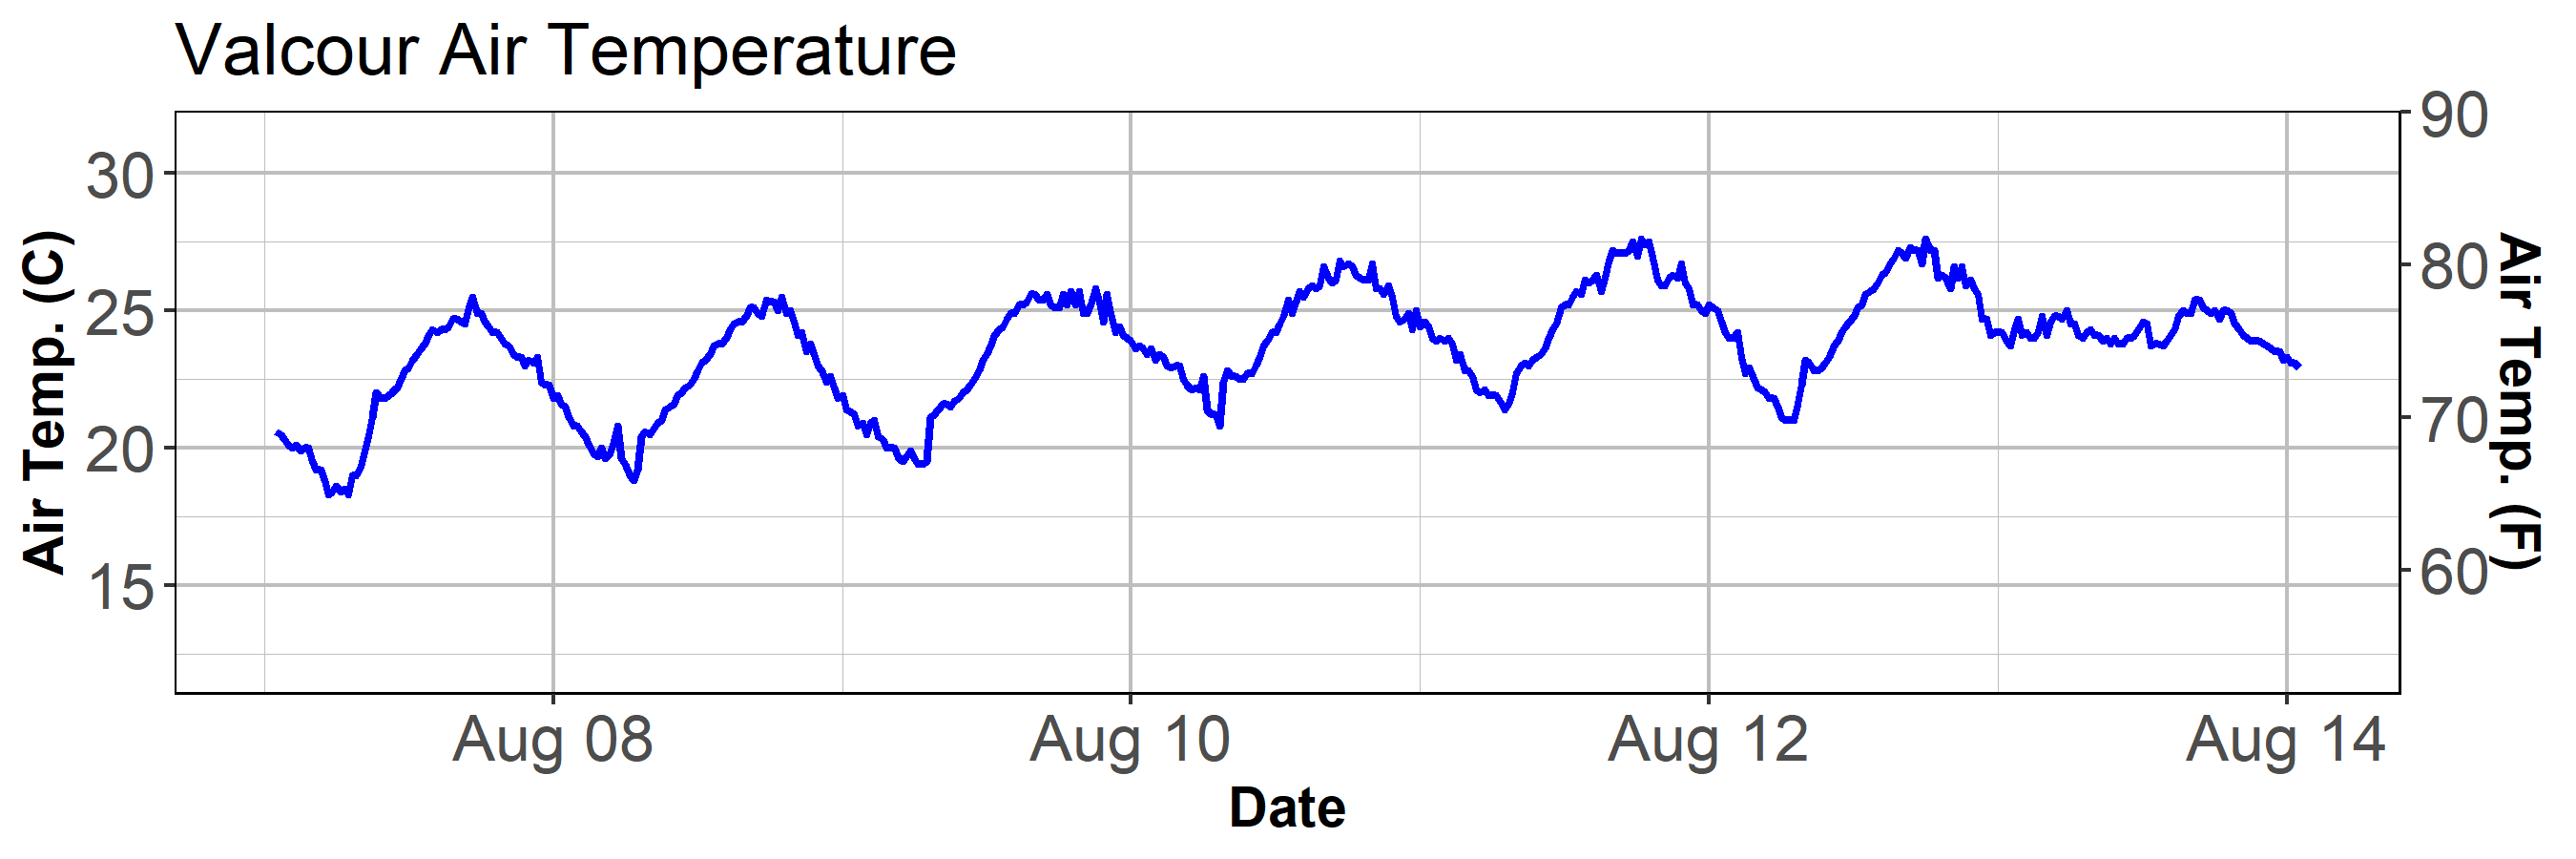 Valcour Air Temperature
Air Temp. (C)
30
25
20
15
90
80
70
60
Air Temp. (F)
Aug 08
Aug 10
Aug 12
Aug 14
Date